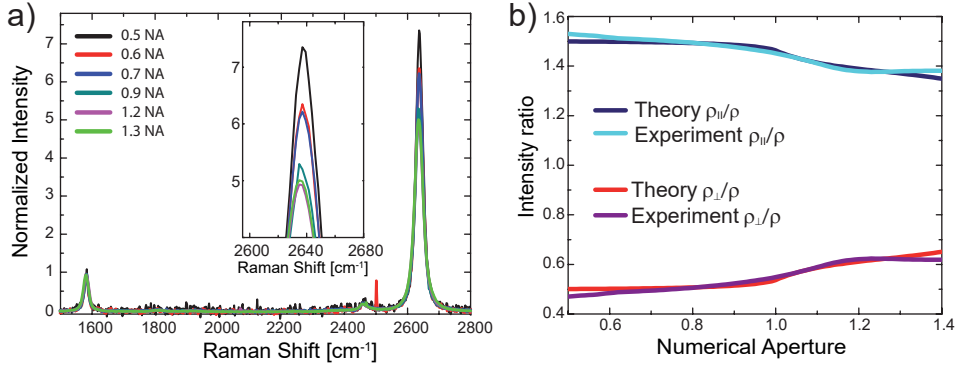 a)
Normalized Intensity
7
6
5
4
3
2
1
0
0.5 NA
0.6 NA
0.7 NA
0.9 NA
1.2 NA
1.3 NA
7
6
5
2600 2640 2680
Raman Shift [cm⁻¹]
1600 1800 2000 2200 2400 2600 2800
Raman Shift [cm⁻¹]
b)
Intensity ratio
1.6
1.4
1.2
1.0
0.8
0.6
0.4
Theory ρ||/ρ
Experiment ρ||/ρ
Theory ρ⊥/ρ
Experiment ρ⊥/ρ
0.6 0.8 1.0 1.2 1.4
Numerical Aperture